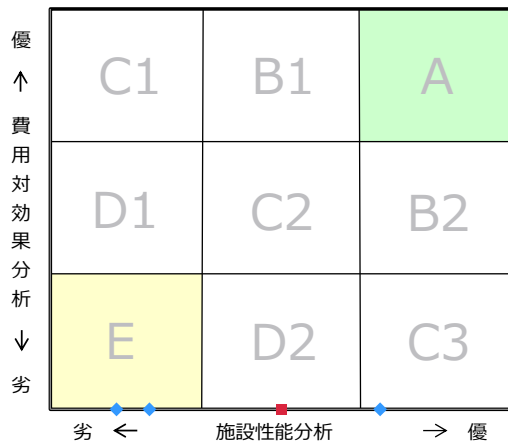 優
↑
費用対効果分析
↓
劣
C1 B1 A
D1 C2 B2
E D2 C3
劣 ← 施設性能分析 → 優